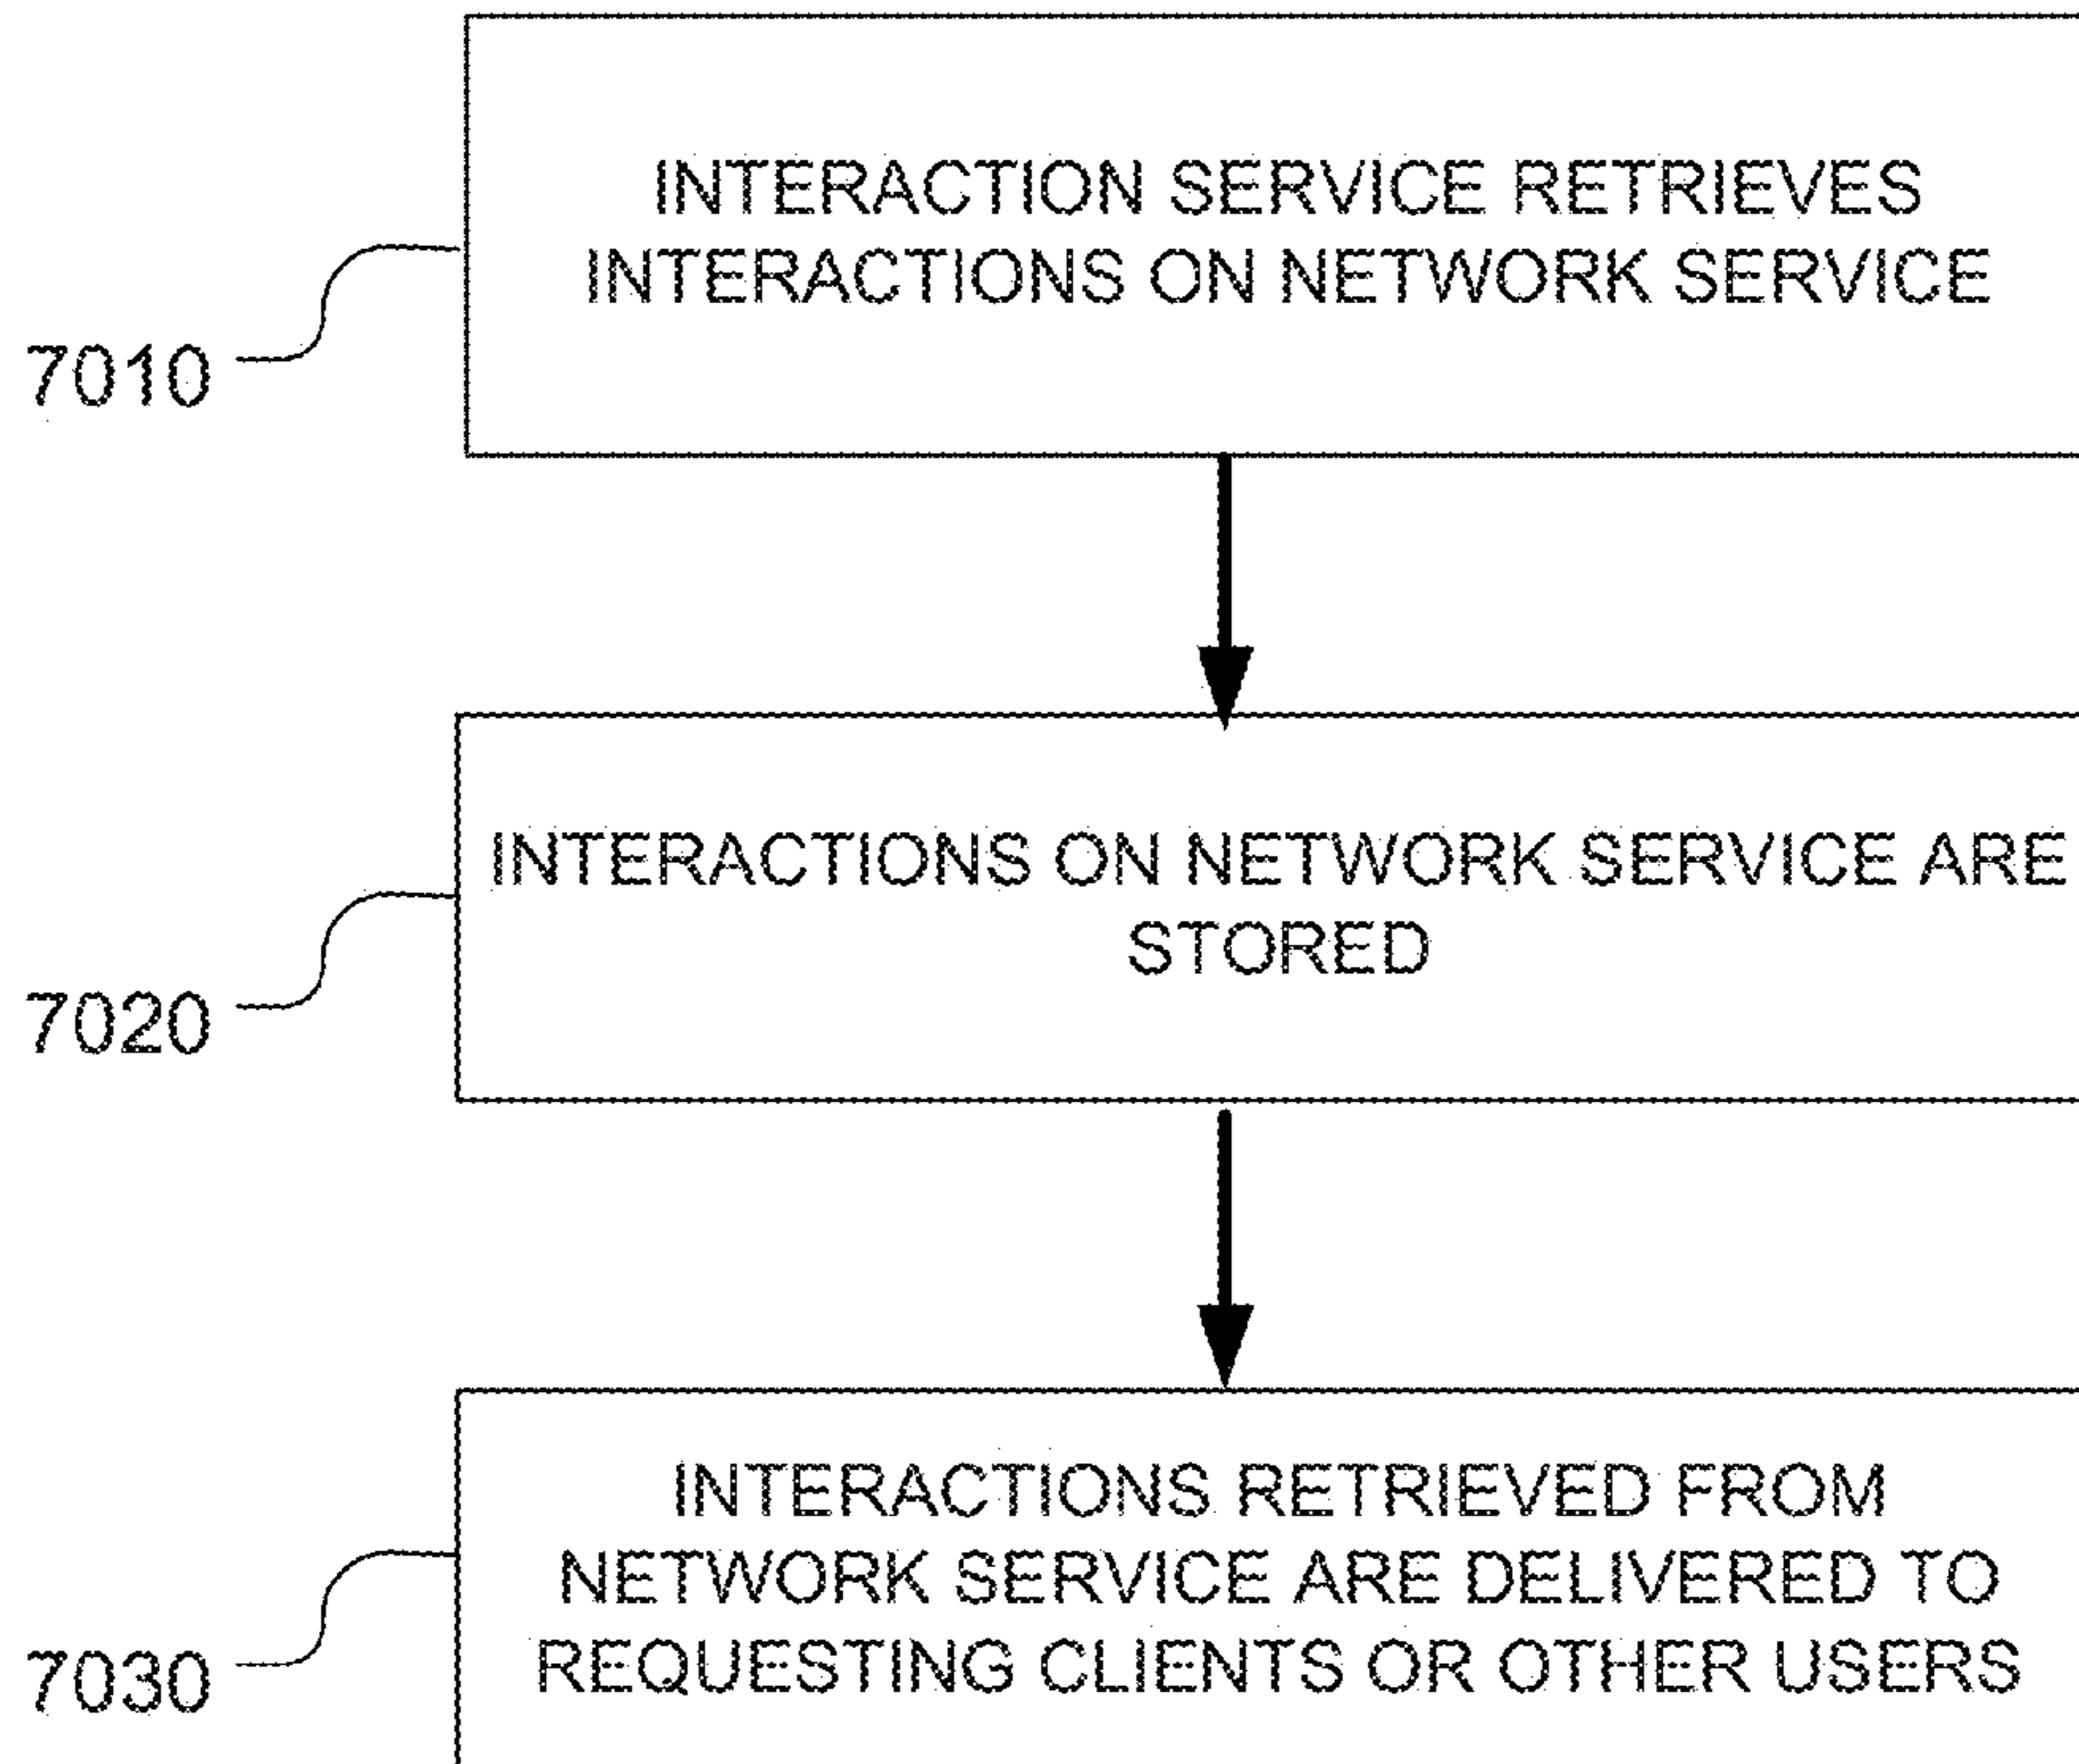 INTERACTION SERVICE RETRIEVES
INTERACTIONS ON NETWORK SERVICE
7010
INTERACTIONS ON NETWORK SERVICE ARE
STORED
7020
INTERACTIONS RETRIEVED FROM
NETWORK SERVICE ARE DELIVERED TO
REQUESTING CLIENTS OR OTHER USERS
7030